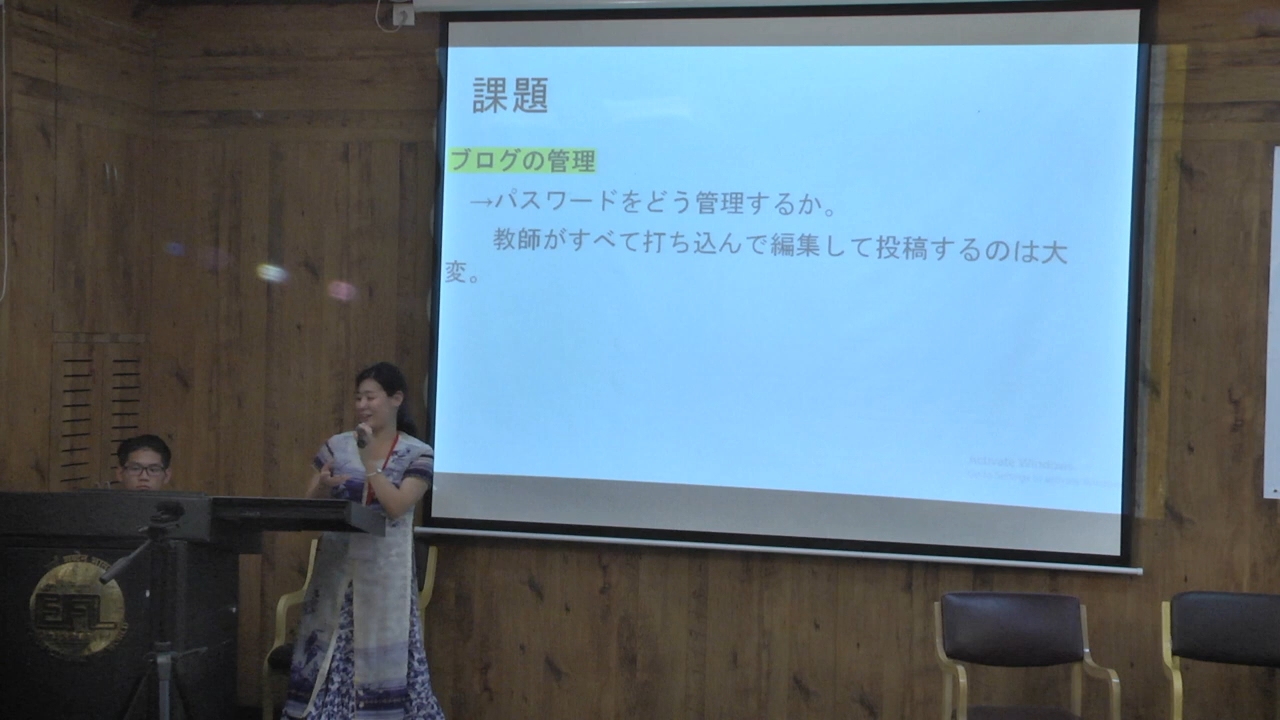 課題
ブログの管理
→パスワードをどう管理するか。
教師がすべて打ち込んで編集して投稿するのは大
変。
EFL